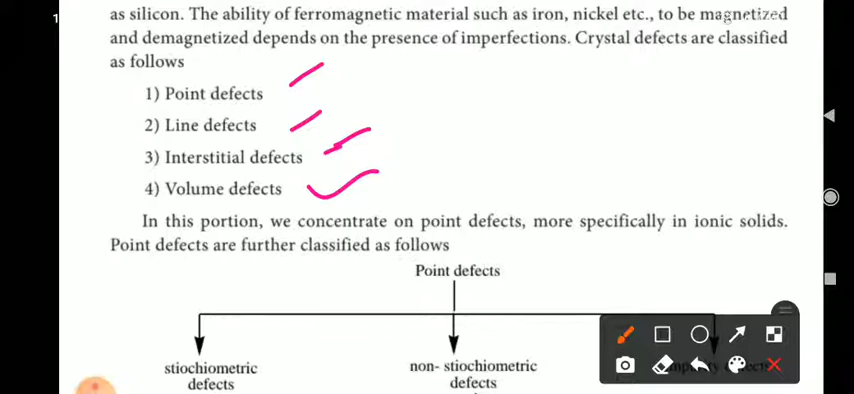 as silicon. The ability of ferromagnetic material such as iron, nickel etc., to be magnetized
and demagnetized depends on the presence of imperfections. Crystal defects are classified
as follows
1) Point defects
2) Line defects
3) Interstitial defects
4) Volume defects
In this portion, we concentrate on point defects, more specifically in ionic solids.
Point defects are further classified as follows
Point defects
stiochiometric
defects
non- stiochiometric
defects